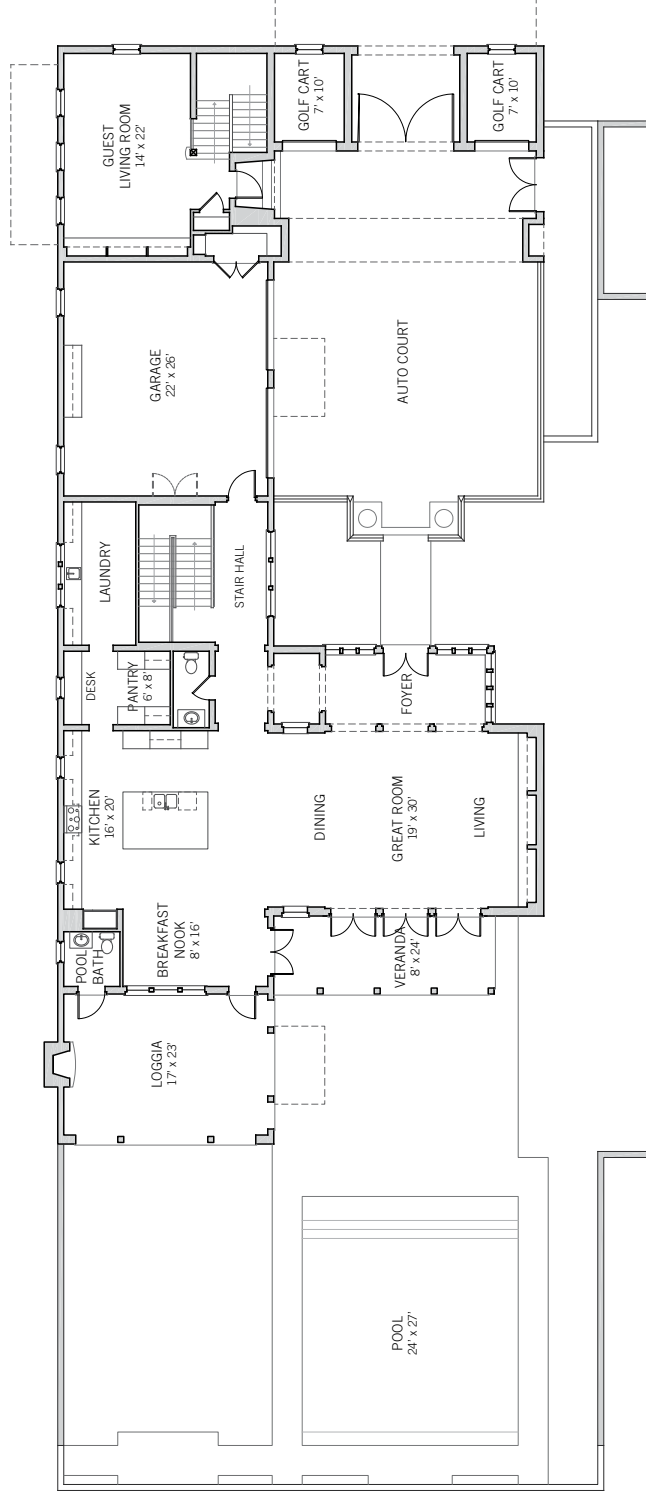 GUEST
LIVING ROOM
14' x 22'
GOLF CART
7' x 10'
GOLF CART
7' x 10'
GARAGE
22' x 26'
AUTO COURT
LAUNDRY
STAIR HALL
DESK
PANTRY
6' x 8'
FOYER
KITCHEN
16' x 20'
DINING
GREAT ROOM
19' x 30'
LIVING
BREAKFAST
NOOK
8' x 16'
POOL
BATH
VERANDA
8' x 24'
LOGGIA
17' x 23'
POOL
24' x 27'